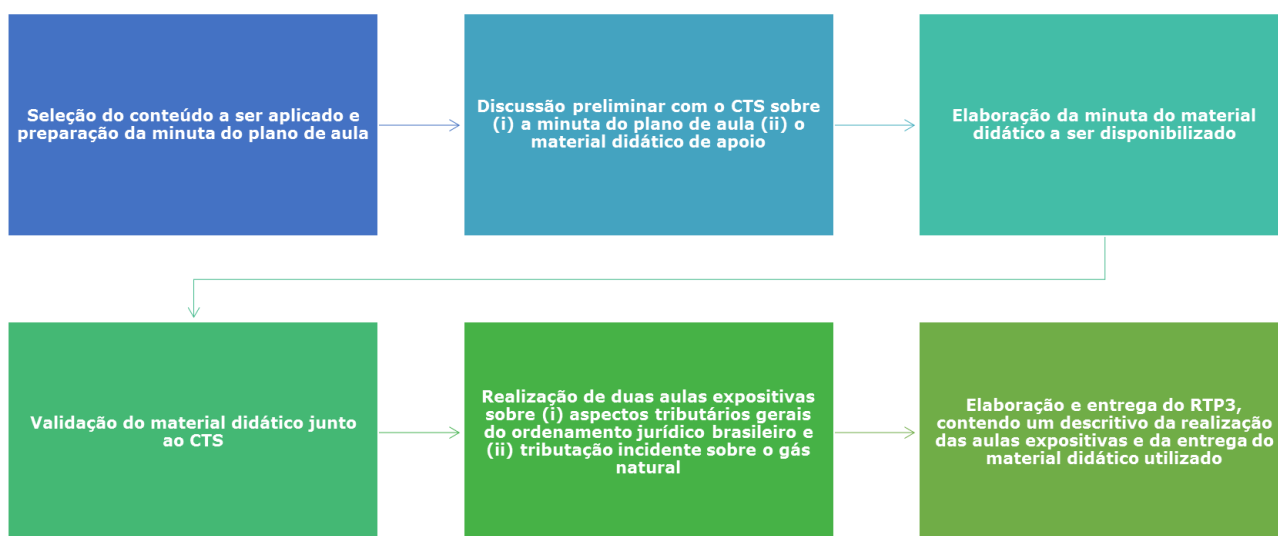 Seleção do conteúdo a ser aplicado e
preparação da minuta do plano de aula
Discussão preliminar com o CTS sobre
(i) a minuta do plano de aula (ii) o
material didático de apoio
Elaboração da minuta do material
didático a ser disponibilizado
Validação do material didático junto
ao CTS
Realização de duas aulas expositivas
sobre (i) aspectos tributários gerais
do ordenamento jurídico brasileiro e
(ii) tributação incidente sobre o gás
natural
Elaboração e entrega do RTP3,
contendo um descritivo da realização
das aulas expositivas e da entrega do
material didático utilizado